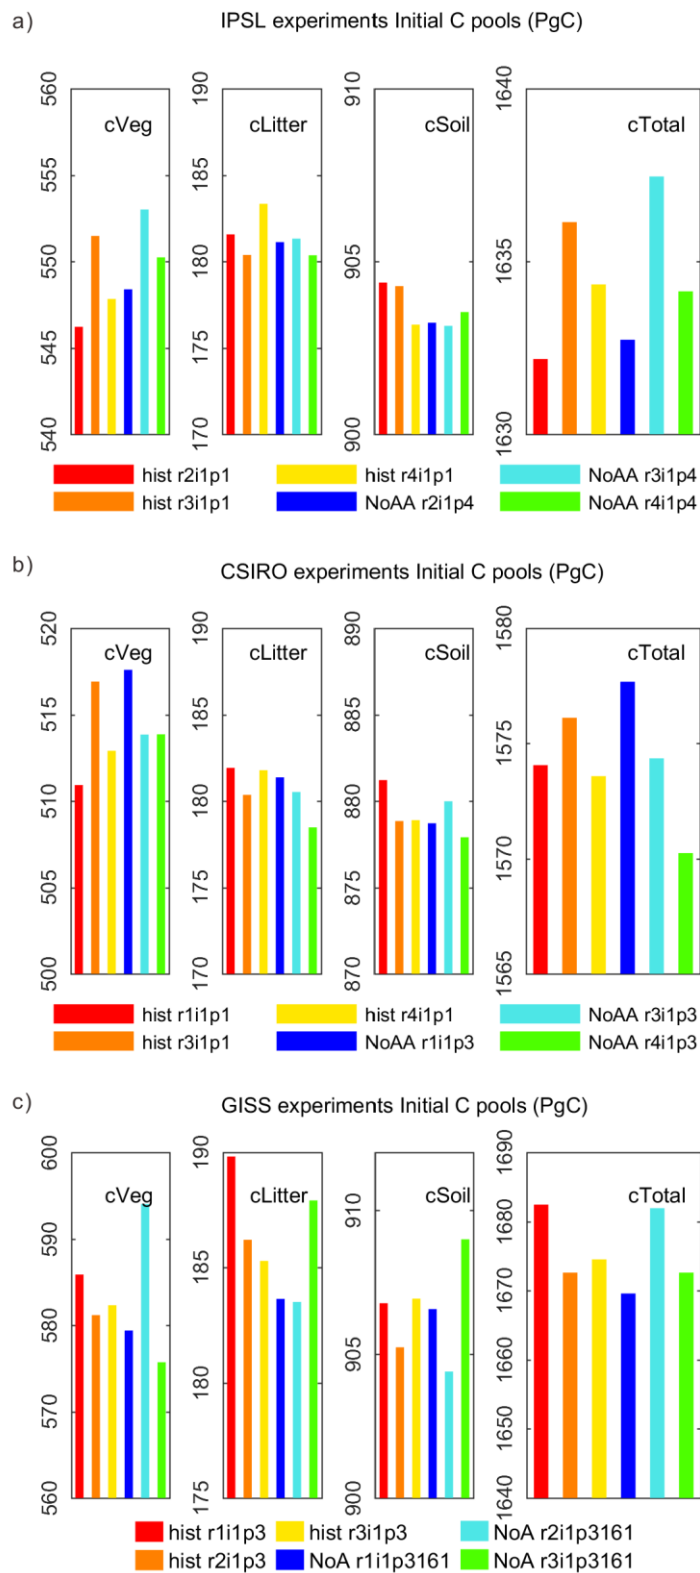 a) IPSL experiments Initial C pools (PgC)
560 190 910 1640
cVeg cLitter cSoil cTotal
555 185
550 180 905 1635
545 175
540 170 900 1630
hist r2i1p1 hist r4i1p1 NoAA r3i1p4
hist r3i1p1 NoAA r2i1p4 NoAA r4i1p4
b) CSIRO experiments Initial C pools (PgC)
520 190 890 1580
cVeg cLitter cSoil cTotal
515 185 885 1575
510 180 880
505 175 875 1570
500 170 870 1565
hist r1i1p1 hist r4i1p1 NoAA r3i1p3
hist r3i1p1 NoAA r1i1p3 NoAA r4i1p3
c) GISS experiments Initial C pools (PgC)
600 190 1690
cVeg cLitter cSoil cTotal
590 185 910 1680
580 1670
570 180 905 1660
1650
560 175 900 1640
hist r1i1p3 hist r3i1p3 NoA r2i1p3161
hist r2i1p3 NoA r1i1p3161 NoA r3i1p3161